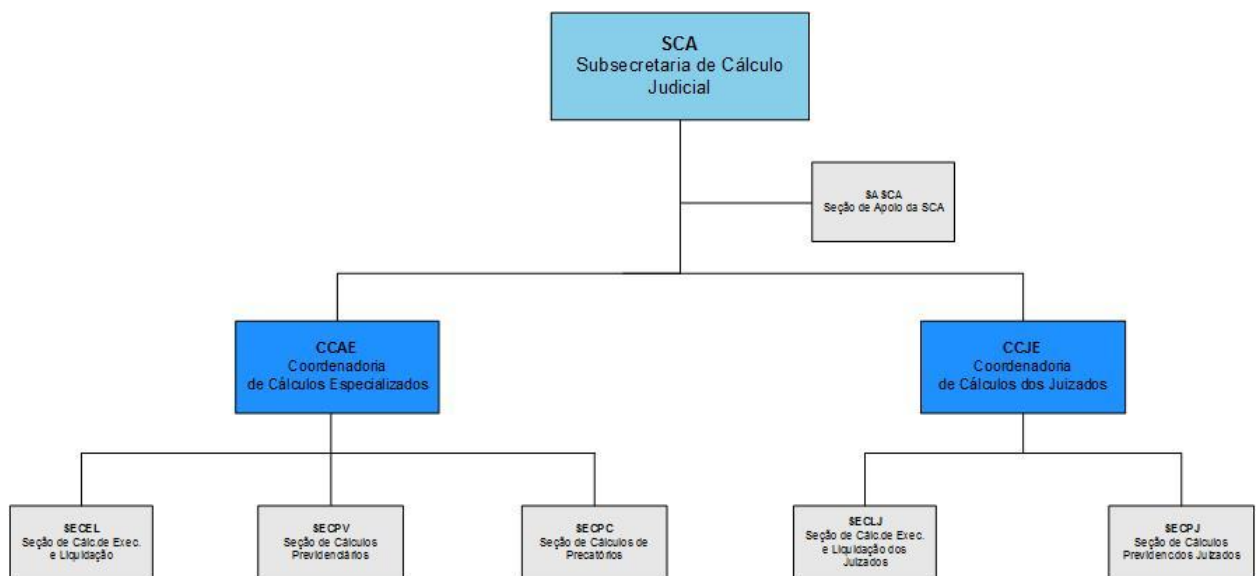 SCA
Subsecretaria de Cálculo
Judicial
SASCA
Seção de Apoio da SCA
CCAE
Coordenadoria
de Cálculos Especializados
CCJE
Coordenadoria
de Cálculos dos Juizados
SECEL
Seção de Cálc.de Exec.
e Liquidação
SECPV
Seção de Cálculos
Previdenciários
SECPC
Seção de Cálculos de
Precatórios
SECLJ
Seção de Cálc.de Exec.
e Liquidação dos
Juizados
SECPJ
Seção de Cálculos
Previdenc.dos Juizados